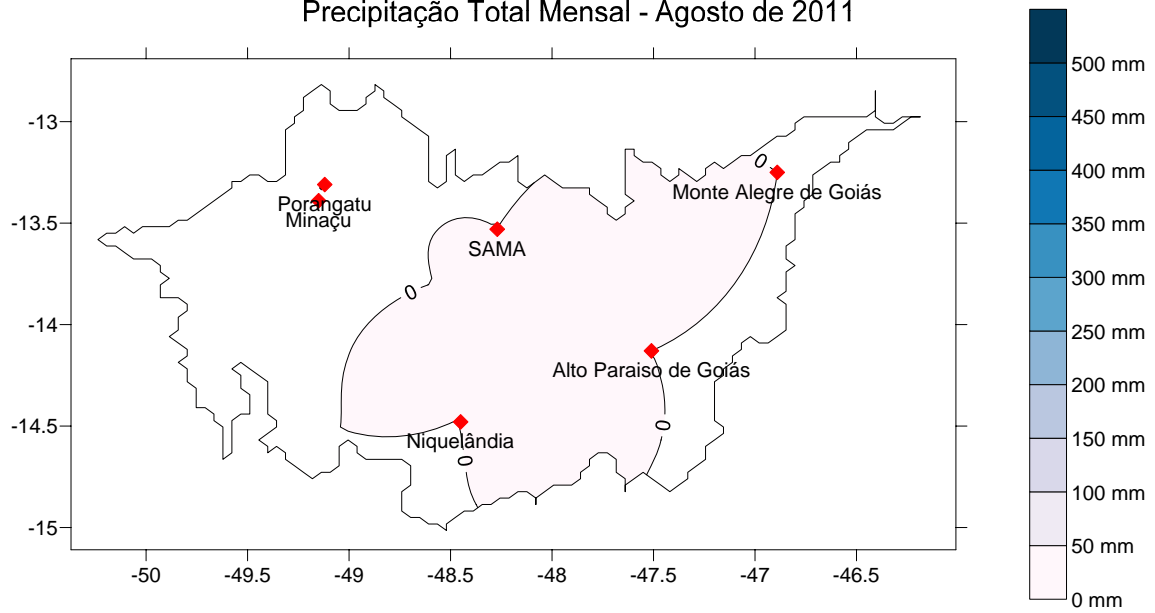 Precipitação Total Mensal - Agosto de 2011
500 mm
450 mm
400 mm
350 mm
300 mm
250 mm
200 mm
150 mm
100 mm
50 mm
0 mm
-13
-13.5
-14
-14.5
-15
-50
-49.5
-49
-48.5
-48
-47.5
-47
-46.5
Porangatu
Minaçu
SAMA
Monte Alegre de Goiás
Alto Paraiso de Goiás
Niquelândia
0
0
0
0